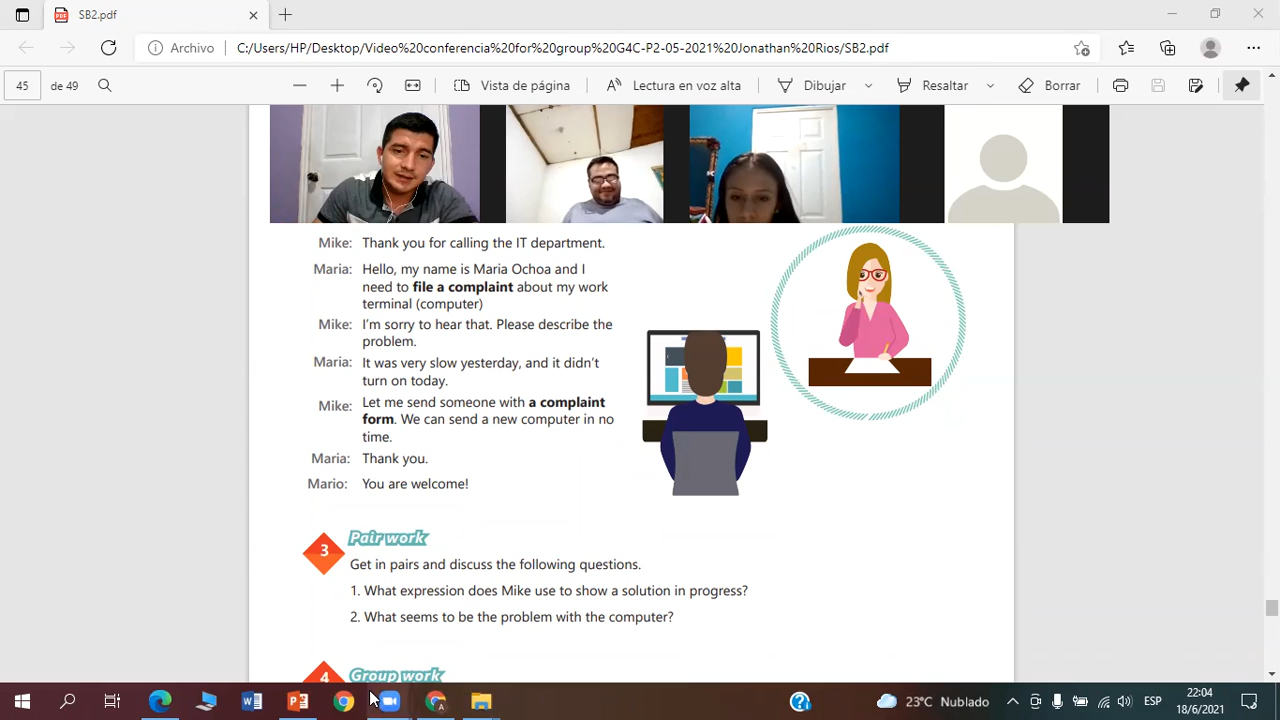 SB2.pdf
Archivo C:/Users/HP/Desktop/Video%20conferencia%20for%20group%20G4C-P2-05-2021%20Jonathan%20Rios/SB2.pdf
45 de 49 Vista de página Lectura en voz alta Dibujar Resaltar Borrar
Mike: Thank you for calling the IT department.
Maria: Hello, my name is Maria Ochoa and I
need to file a complaint about my work
terminal (computer)
Mike: I'm sorry to hear that. Please describe the
problem.
Maria: It was very slow yesterday, and it didn't
turn on today.
Mike: Let me send someone with a complaint
form. We can send a new computer in no
time.
Maria: Thank you.
Mario: You are welcome!
3 Pair work
Get in pairs and discuss the following questions.
1. What expression does Mike use to show a solution in progress?
2. What seems to be the problem with the computer?
4 Group work
23°C Nublado ESP 22:04
18/6/2021